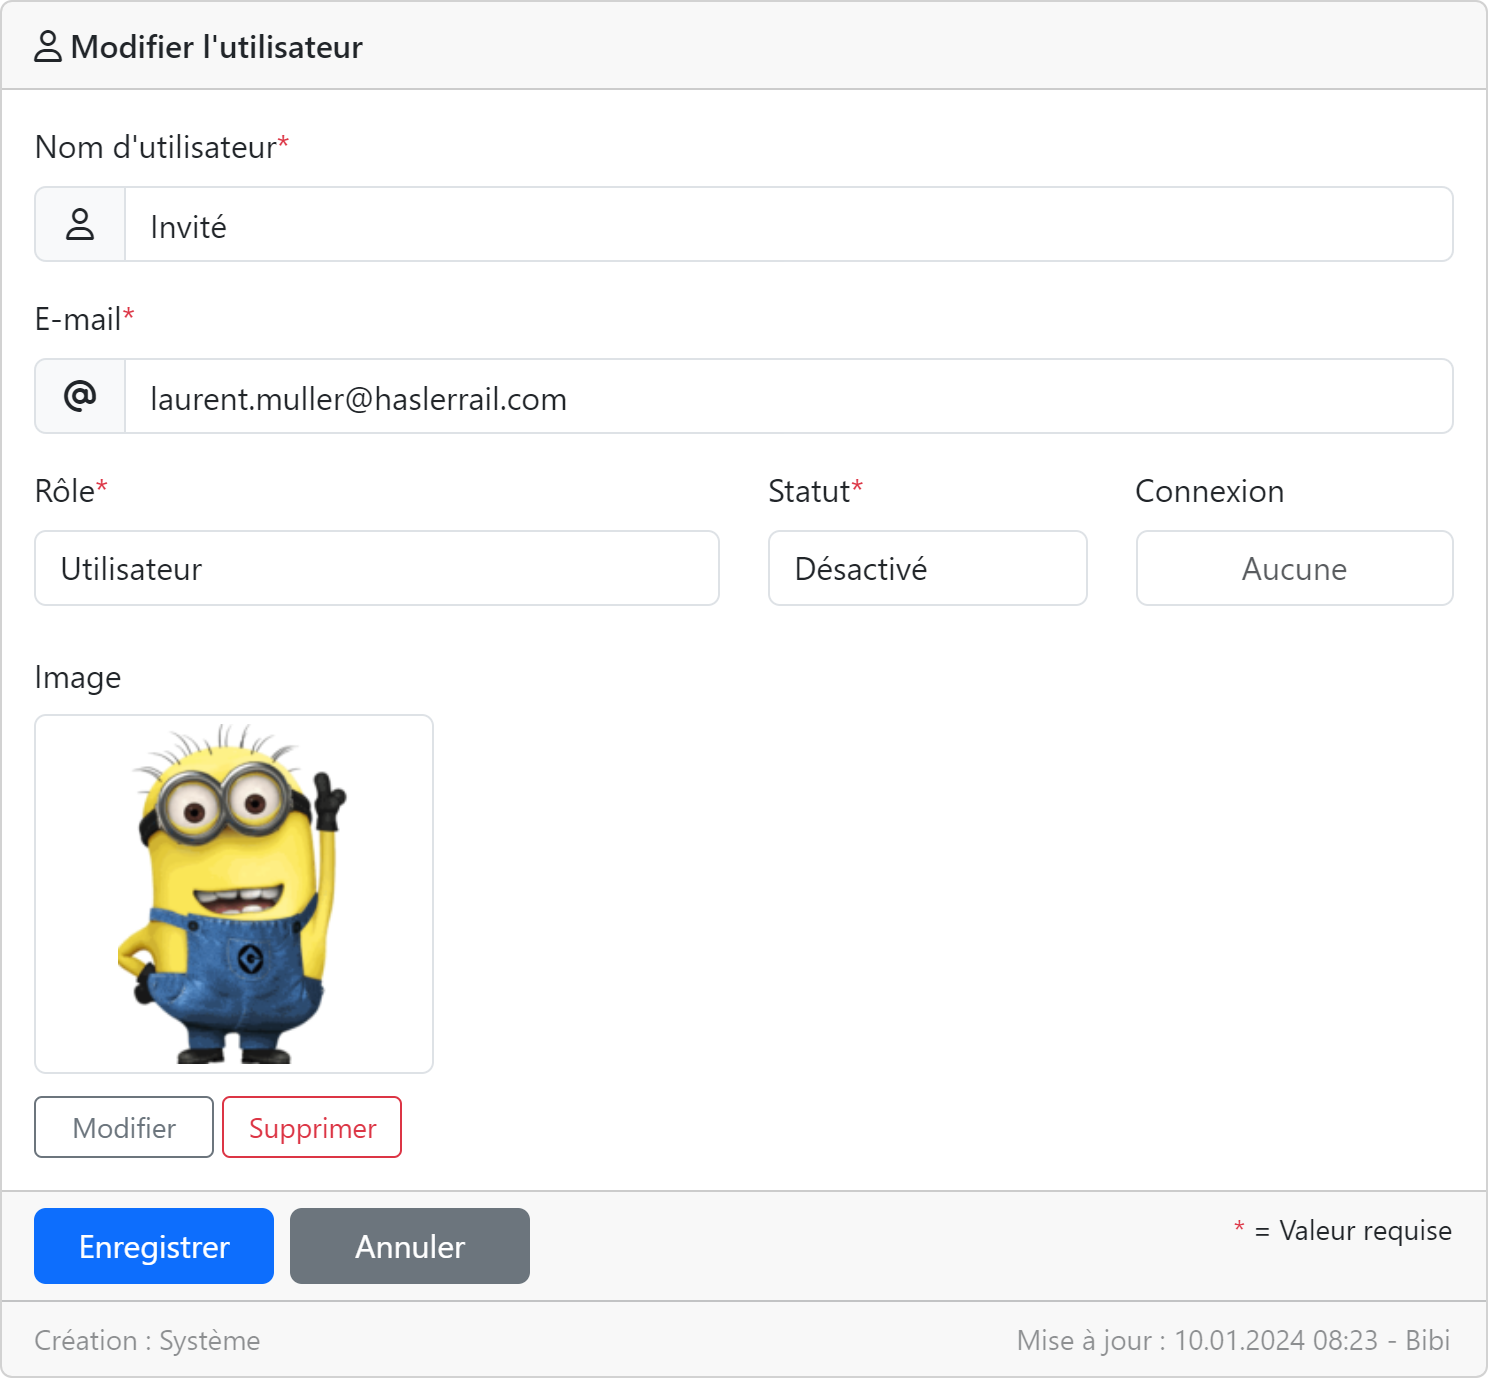 Modifier l'utilisateur
Nom d'utilisateur*
Invité
E-mail*
@
laurent.muller@haslerrail.com
Rôle* Statut* Connexion
Utilisateur Désactivé Aucune
Image
Modifier Supprimer
Enregistrer Annuler * = Valeur requise
Création : Système Mise à jour : 10.01.2024 08:23 - Bibi